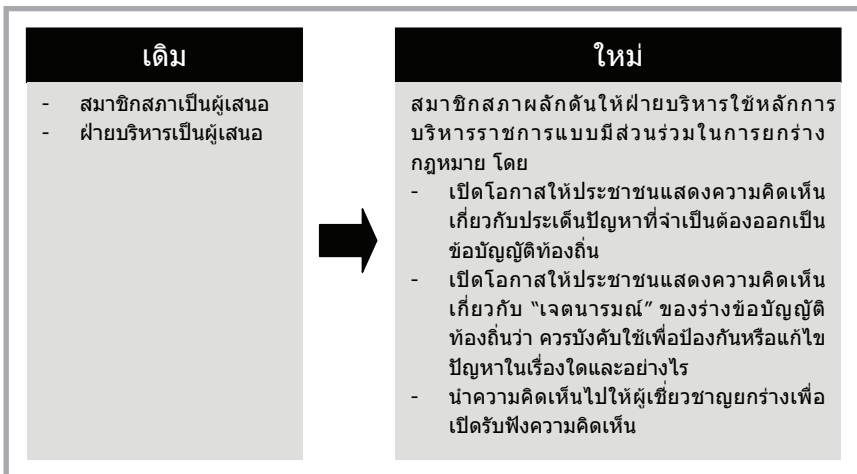 เดิม
- สมาชิกสภาเป็นผู้เสนอ
- ฝ่ายบริหารเป็นผู้เสนอ
ใหม่
สมาชิกสภาผลักดันให้ฝ่ายบริหารใช้หลักการ
บริหารราชการแบบมีส่วนร่วมในการยกร่าง
กฎหมาย โดย
- เปิดโอกาสให้ประชาชนแสดงความคิดเห็น
เกี่ยวกับประเด็นปัญหาที่จำเป็นต้องออกเป็น
ข้อบัญญัติท้องถิ่น
- เปิดโอกาสให้ประชาชนแสดงความคิดเห็น
เกี่ยวกับ “เจตนารมณ์” ของร่างข้อบัญญัติ
ท้องถิ่นว่า ควรบังคับใช้เพื่อป้องกันหรือแก้ไข
ปัญหาในเรื่องใดและอย่างไร
- นำความคิดเห็นไปให้ผู้เชี่ยวชาญยกร่างเพื่อ
เปิดรับฟังความคิดเห็น